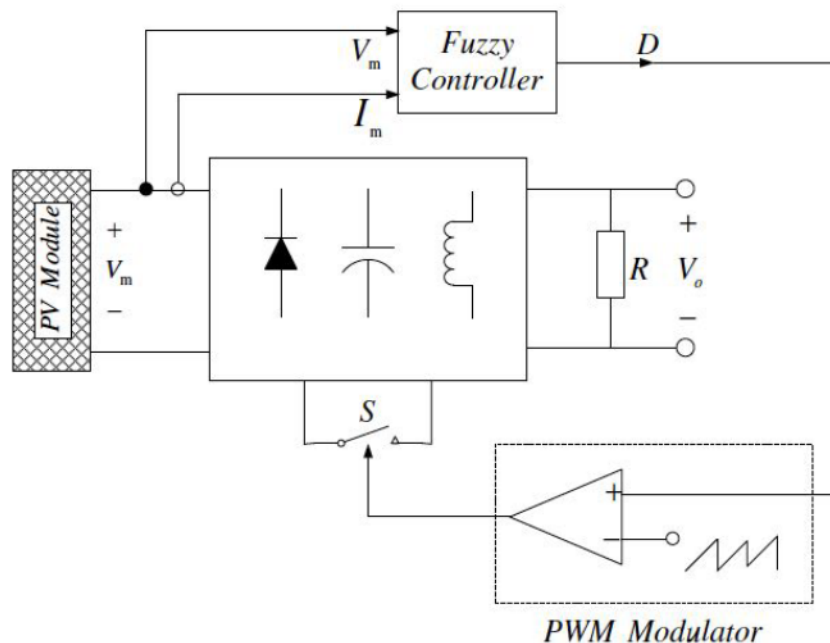 Fuzzy
Controller
V_m
I_m
D
PV Module
+
V_m
−
R
+
V_o
−
S
+
−
PWM Modulator